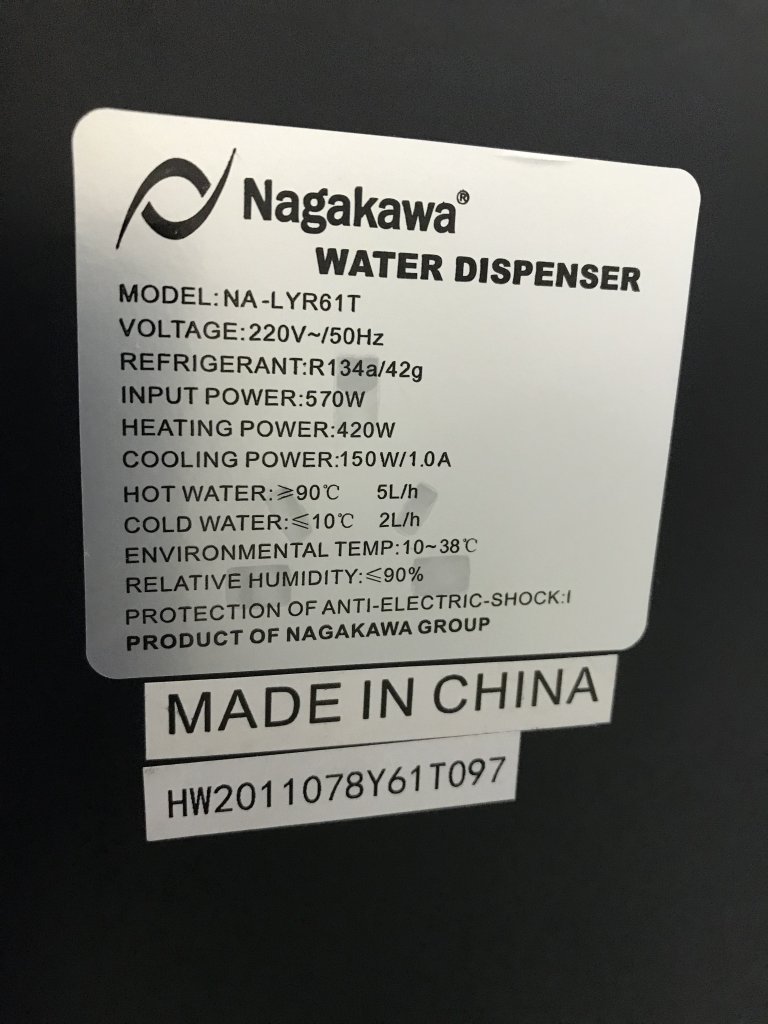 Nagakawa®
WATER DISPENSER
MODEL:NA-LYR61T
VOLTAGE:220V~/50Hz
REFRIGERANT:R134a/42g
INPUT POWER:570W
HEATING POWER:420W
COOLING POWER:150W/1.0A
HOT WATER:≥90℃ 5L/h
COLD WATER:≤10℃ 2L/h
ENVIRONMENTAL TEMP:10~38℃
RELATIVE HUMIDITY:≤90%
PROTECTION OF ANTI-ELECTRIC-SHOCK:I
PRODUCT OF NAGAKAWA GROUP
MADE IN CHINA
HW2011078Y61T097